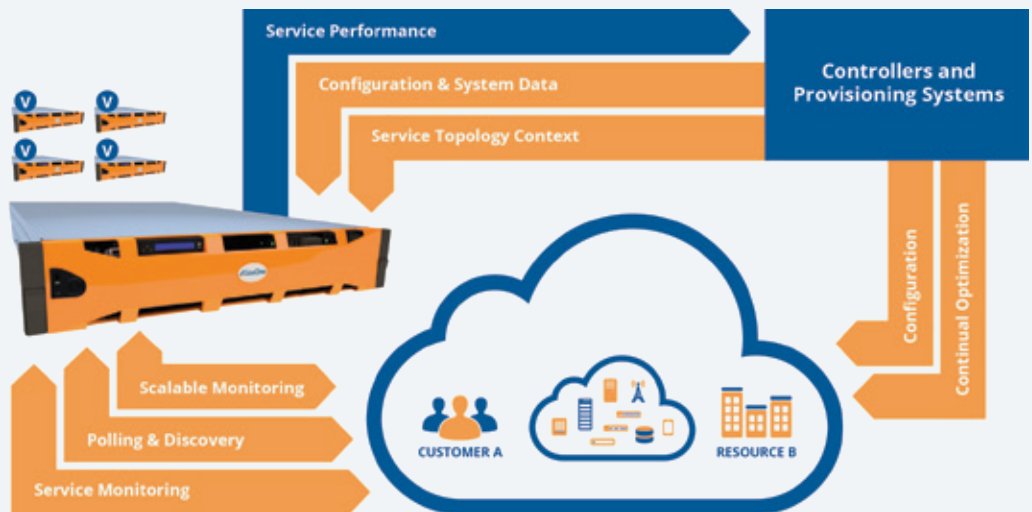 Service Performance
Configuration & System Data
Service Topology Context
Controllers and
Provisioning Systems
V
V
V
V
Configuration
Continual Optimization
Scalable Monitoring
Polling & Discovery
Service Monitoring
CUSTOMER A
RESOURCE B